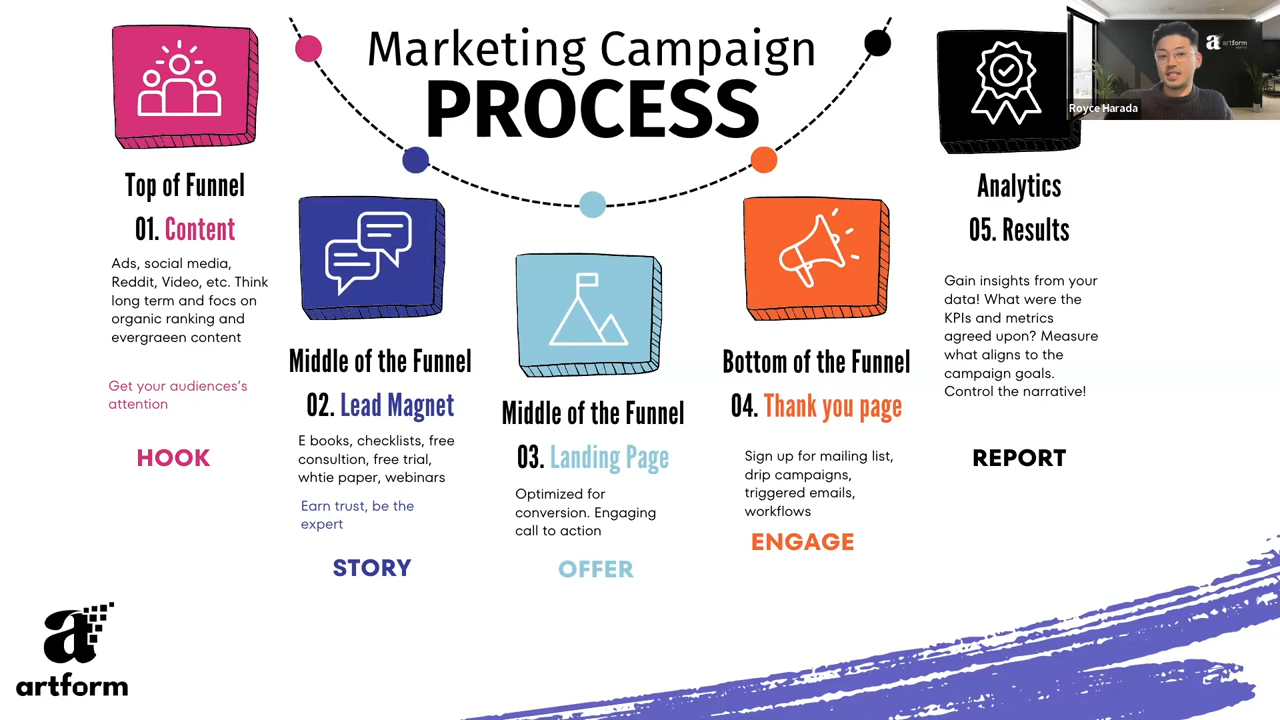 Marketing Campaign
PROCESS
artform
Royce Harada
Top of Funnel
01. Content
Ads, social media,
Reddit, Video, etc. Think
long term and focs on
organic ranking and
evergraeen content
Get your audiences's
attention
HOOK
Middle of the Funnel
02. Lead Magnet
E books, checklists, free
consultion, free trial,
whtie paper, webinars
Earn trust, be the
expert
STORY
Middle of the Funnel
03. Landing Page
Optimized for
conversion. Engaging
call to action
OFFER
Bottom of the Funnel
04. Thank you page
Sign up for mailing list,
drip campaigns,
triggered emails,
workflows
ENGAGE
Analytics
05. Results
Gain insights from your
data! What were the
KPIs and metrics
agreed upon? Measure
what aligns to the
campaign goals.
Control the narrative!
REPORT
a
artform